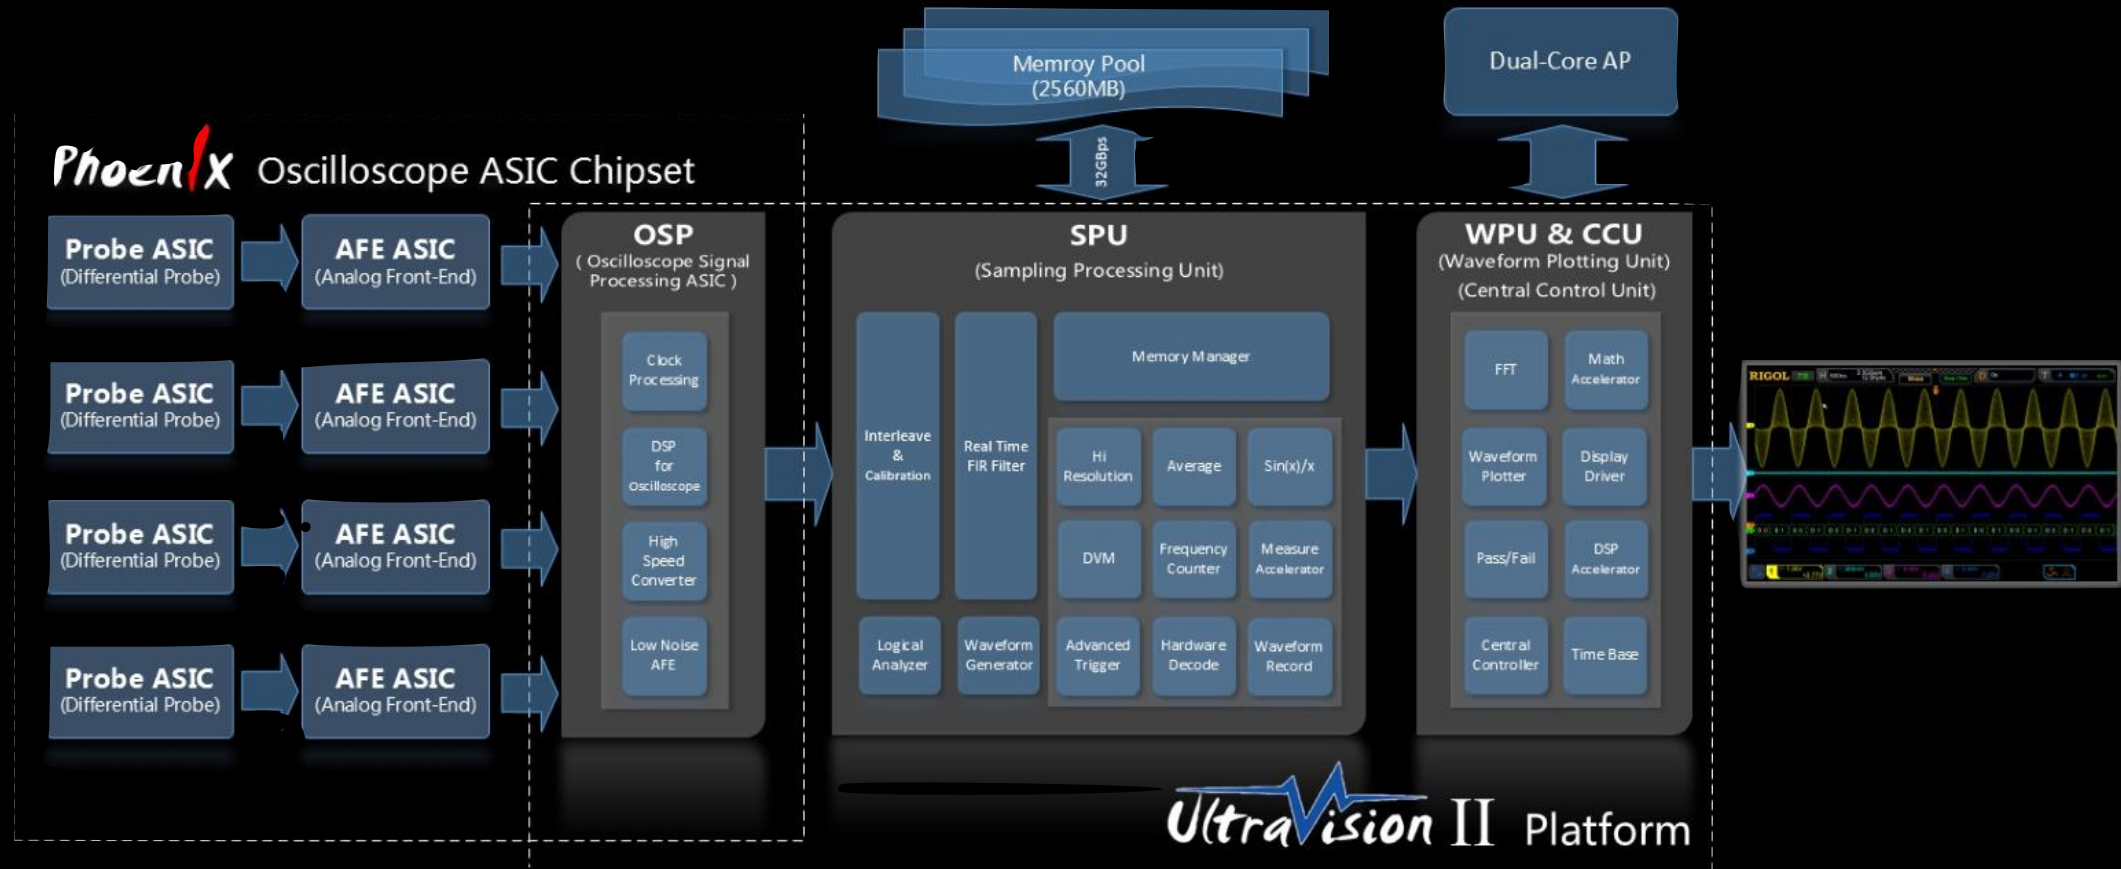 Memroy Pool
(2560MB)
Dual-Core AP
32GBps
Phoenix Oscilloscope ASIC Chipset
Probe ASIC
(Differential Probe)
AFE ASIC
(Analog Front-End)
Probe ASIC
(Differential Probe)
AFE ASIC
(Analog Front-End)
Probe ASIC
(Differential Probe)
AFE ASIC
(Analog Front-End)
Probe ASIC
(Differential Probe)
AFE ASIC
(Analog Front-End)
OSP
( Oscilloscope Signal
Processing ASIC )
Clock
Processing
DSP
for
Oscilloscope
High
Speed
Converter
Low Noise
AFE
SPU
(Sampling Processing Unit)
Interleave
&
Calibration
Real Time
FIR Filter
Memory Manager
Hi
Resolution
Average
Sin(x)/x
DVM
Frequency
Counter
Measure
Accelerator
Logical
Analyzer
Waveform
Generator
Advanced
Trigger
Hardware
Decode
Waveform
Record
WPU & CCU
(Waveform Plotting Unit)
(Central Control Unit)
FFT
Math
Accelerator
Waveform
Plotter
Display
Driver
Pass/Fail
DSP
Accelerator
Central
Controller
Time Base
RIGOL
UltraVision II Platform